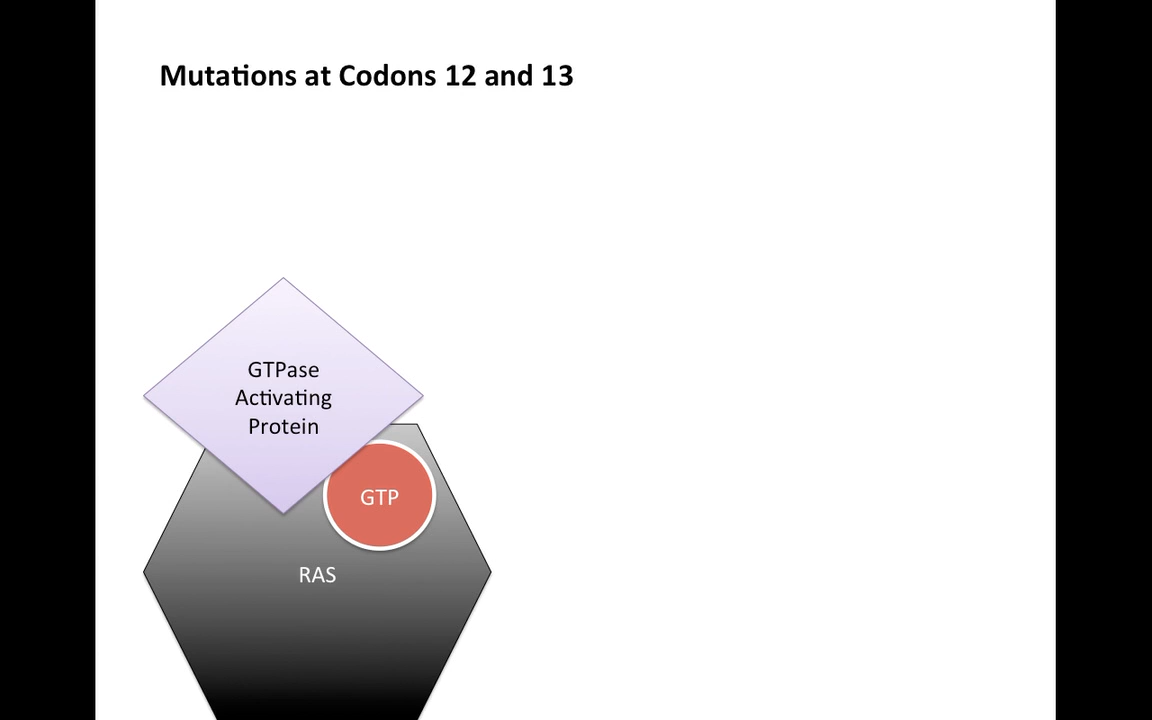 Mutations at Codons 12 and 13
GTPase
Activating
Protein
GTP
RAS